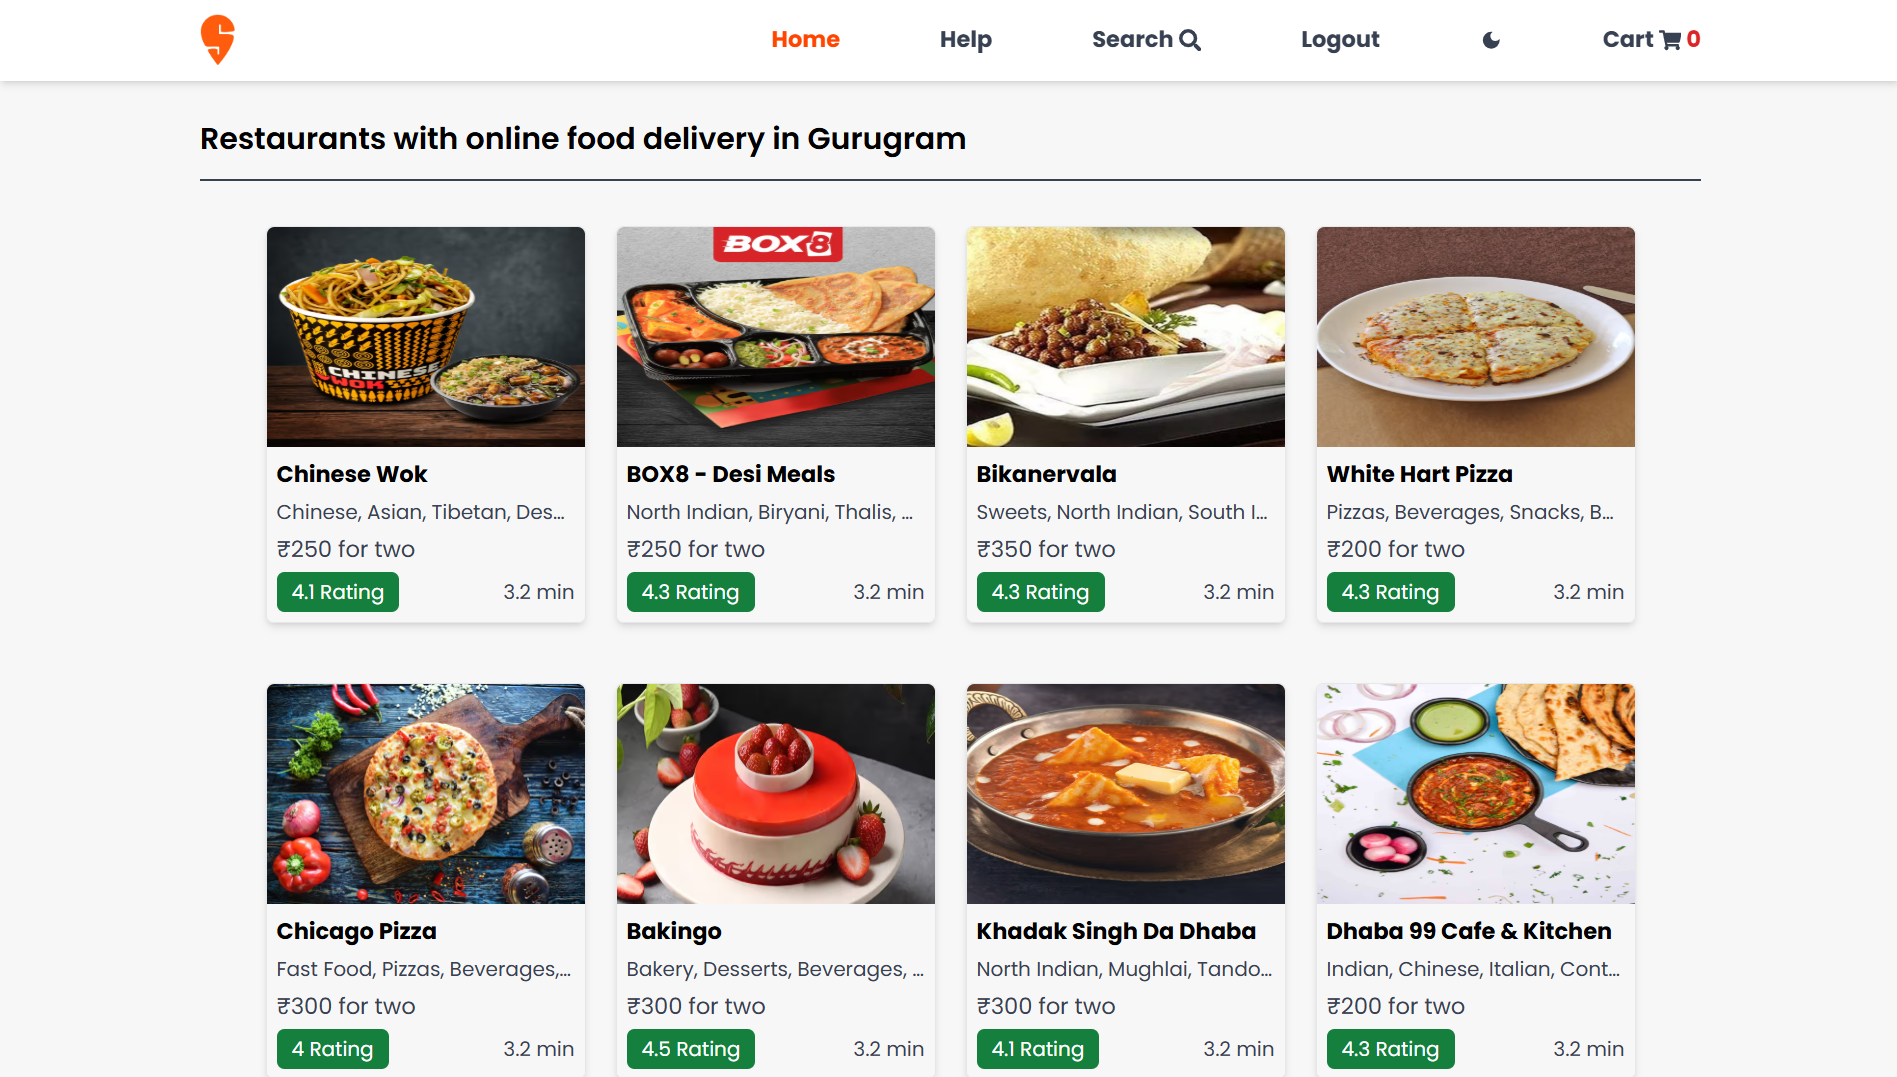 Home Help Search Logout Cart 0
Restaurants with online food delivery in Gurugram
BOX8
CHINESE
WOK
Chinese Wok
Chinese, Asian, Tibetan, Des...
₹250 for two
4.1 Rating 3.2 min
BOX8 - Desi Meals
North Indian, Biryani, Thalis, ...
₹250 for two
4.3 Rating 3.2 min
Bikanervala
Sweets, North Indian, South I...
₹350 for two
4.3 Rating 3.2 min
White Hart Pizza
Pizzas, Beverages, Snacks, B...
₹200 for two
4.3 Rating 3.2 min
Chicago Pizza
Fast Food, Pizzas, Beverages,...
₹300 for two
4 Rating 3.2 min
Bakingo
Bakery, Desserts, Beverages, ...
₹300 for two
4.5 Rating 3.2 min
Khadak Singh Da Dhaba
North Indian, Mughlai, Tando...
₹300 for two
4.1 Rating 3.2 min
Dhaba 99 Cafe & Kitchen
Indian, Chinese, Italian, Cont...
₹200 for two
4.3 Rating 3.2 min